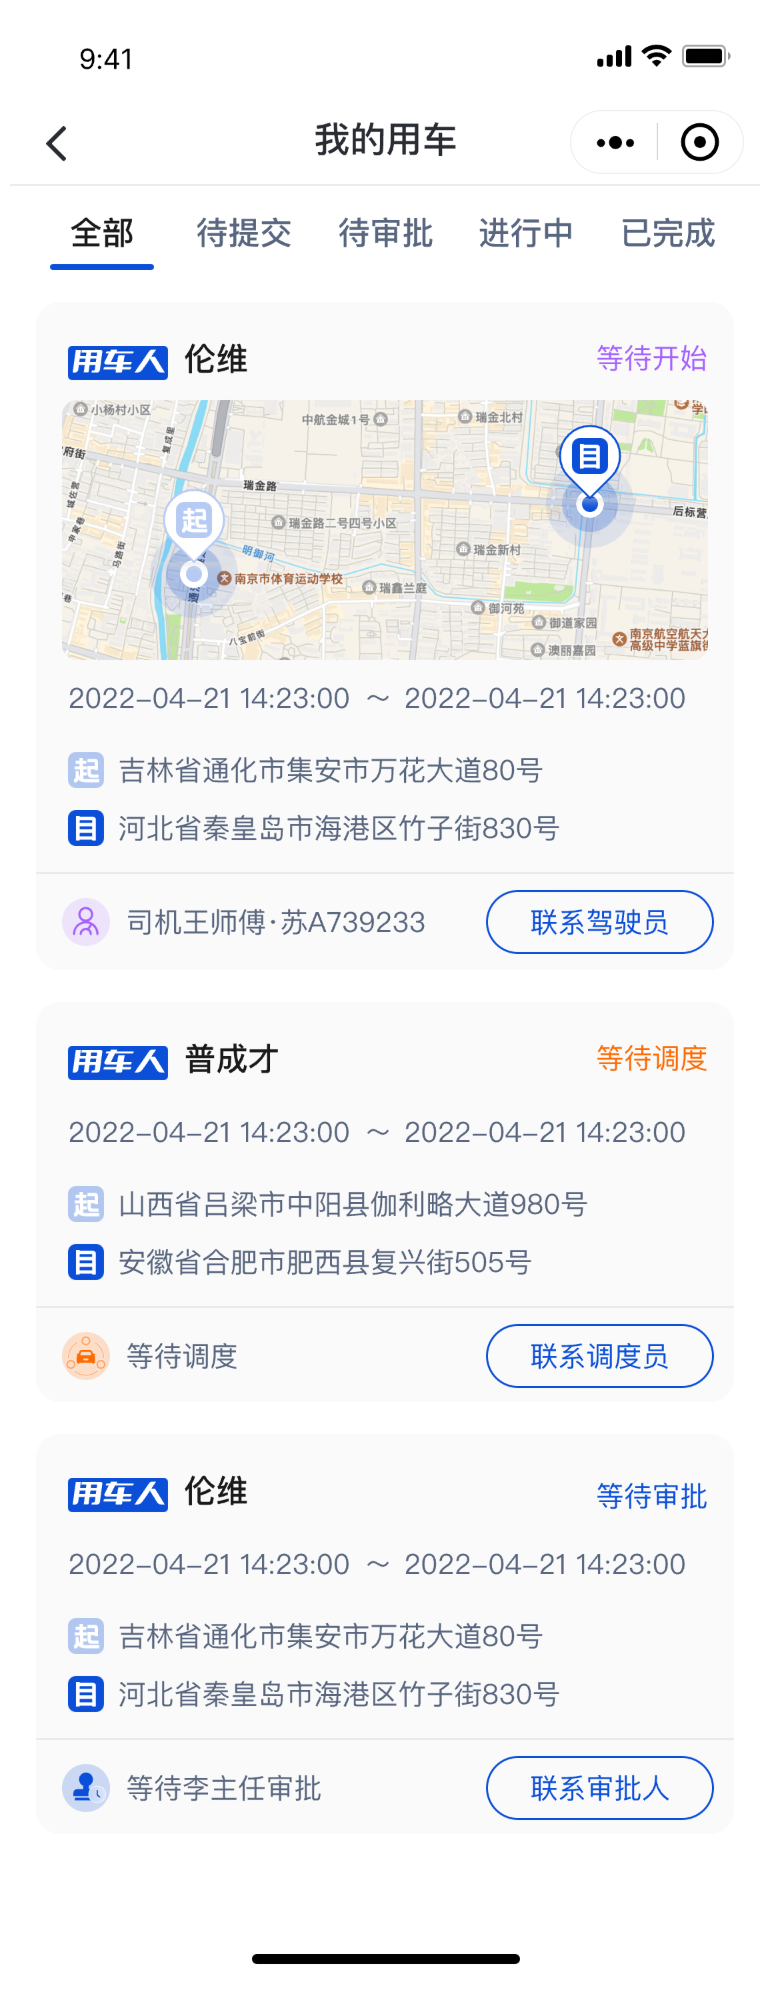 9:41
我的用车
全部 待提交 待审批 进行中 已完成
用车人 伦维 等待开始
小杨村小区
中航金城1号
瑞金北村
复成里
府街
瑞金路
目
后标营
起
瑞金路二号四号小区
明御河
瑞金新村
马路街
南京市体育运动学校
瑞鑫兰庭
御河苑
御道家园
八宝前街
南京航空航天大
高级中学蓝旗街
澳丽嘉园
2022-04-21 14:23:00 ～ 2022-04-21 14:23:00
起 吉林省通化市集安市万花大道80号
目 河北省秦皇岛市海港区竹子街830号
司机王师傅·苏A739233 联系驾驶员
用车人 普成才 等待调度
2022-04-21 14:23:00 ～ 2022-04-21 14:23:00
起 山西省吕梁市中阳县伽利略大道980号
目 安徽省合肥市肥西县复兴街505号
等待调度 联系调度员
用车人 伦维 等待审批
2022-04-21 14:23:00 ～ 2022-04-21 14:23:00
起 吉林省通化市集安市万花大道80号
目 河北省秦皇岛市海港区竹子街830号
等待李主任审批 联系审批人